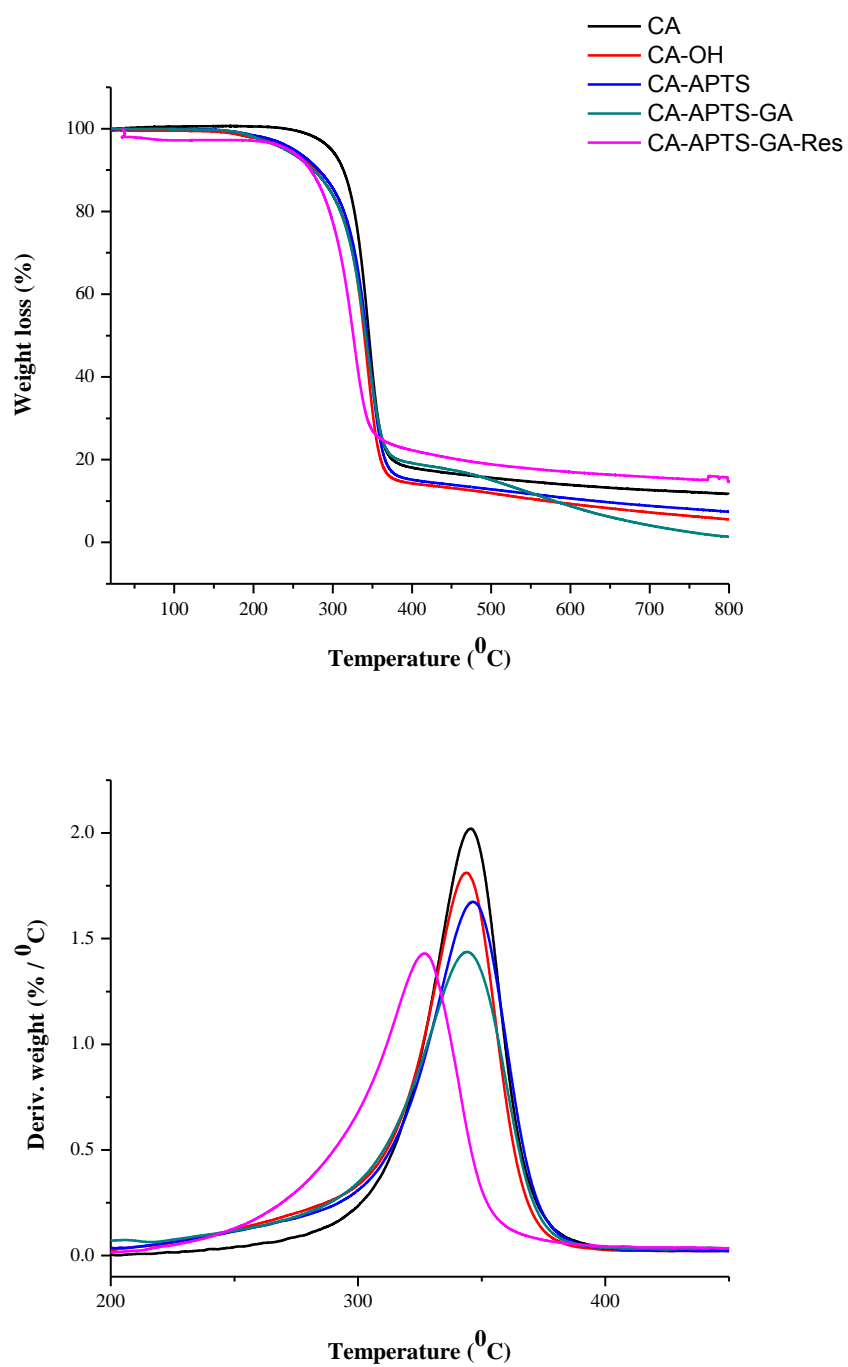 CA
CA-OH
CA-APTS
CA-APTS-GA
CA-APTS-GA-Res
100
80
60
40
20
0
Weight loss (%)
100 200 300 400 500 600 700 800
Temperature (⁰C)
2.0
1.5
1.0
0.5
0.0
Deriv. weight (% / ⁰C)
200 300 400
Temperature (⁰C)